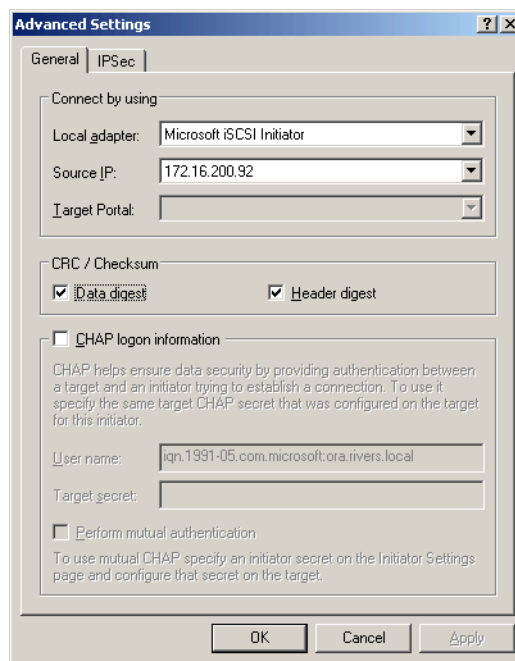 Advanced Settings
General
IPSec
Connect by using
Local adapter:
Microsoft iSCSI Initiator
Source IP:
172.16.200.92
Target Portal:
CRC / Checksum
Data digest
Header digest
CHAP logon information
CHAP helps ensure data security by providing authentication between
a target and an initiator trying to establish a connection. To use it
specify the same target CHAP secret that was configured on the target
for this initiator.
User name:
iqn.1991-05.com.microsoft:ora.rivers.local
Target secret:
Perform mutual authentication
To use mutual CHAP specify an initiator secret on the Initiator Settings
page and configure that secret on the target.
OK
Cancel
Apply